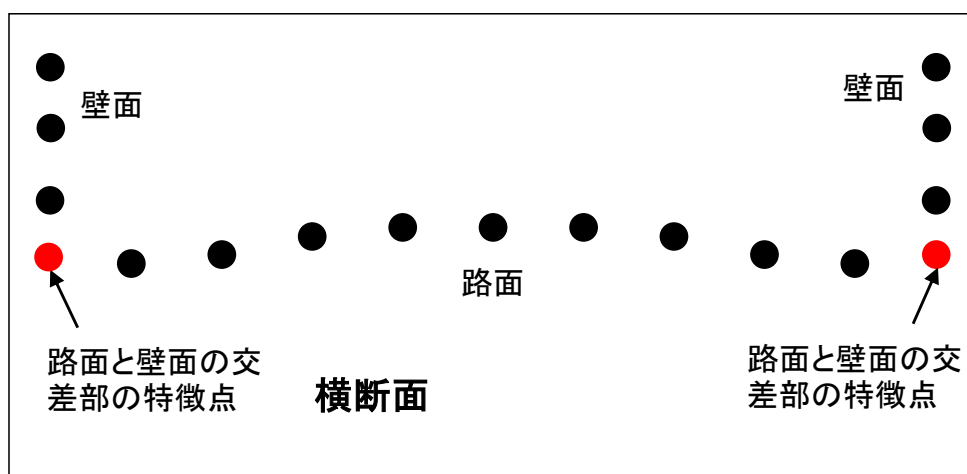 壁面
壁面
路面
路面と壁面の交
差部の特徴点
路面と壁面の交
差部の特徴点
横断面